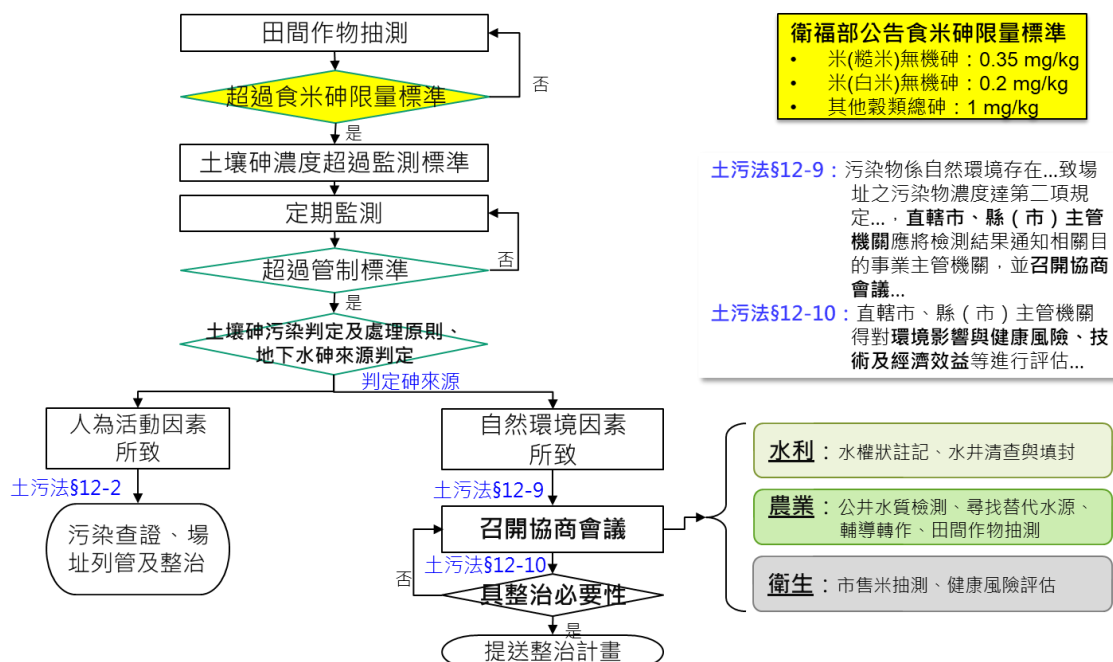 田間作物抽測
否
超過食米砷限量標準
是
土壤砷濃度超過監測標準
定期監測
超過管制標準
否
是
土壤砷污染判定及處理原則、
地下水砷來源判定
判定砷來源
人為活動因素
所致
土污法§12-2
污染查證、場
址列管及整治
自然環境因素
所致
土污法§12-9
召開協商會議
土污法§12-10
否
具整治必要性
是
提送整治計畫
衛福部公告食米砷限量標準
• 米(糙米)無機砷：0.35 mg/kg
• 米(白米)無機砷：0.2 mg/kg
• 其他穀類總砷：1 mg/kg
土污法§12-9：污染物係自然環境存在...致場
址之污染物濃度達第二項規
定...，直轄市、縣（市）主管
機關應將檢測結果通知相關目
的事業主管機關，並召開協商
會議...
土污法§12-10：直轄市、縣（市）主管機關
得對環境影響與健康風險、技
術及經濟效益等進行評估...
水利：水權狀註記、水井清查與填封
農業：公井水質檢測、尋找替代水源、
輔導轉作、田間作物抽測
衛生：市售米抽測、健康風險評估